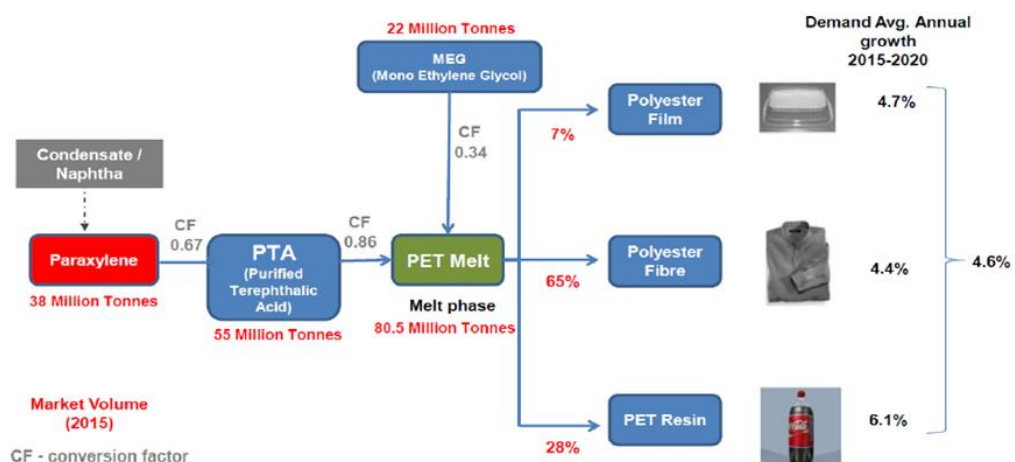 22 Million Tonnes
MEG
(Mono Ethylene Glycol)
Demand Avg. Annual
growth
2015-2020
Condensate /
Naphtha
CF
0.67
Paraxylene
38 Million Tonnes
PTA
(Purified
Terephthalic
Acid)
55 Million Tonnes
CF
0.86
CF
0.34
PET Melt
Melt phase
80.5 Million Tonnes
7%
Polyester
Film
4.7%
65%
Polyester
Fibre
4.4%
4.6%
28%
PET Resin
6.1%
Market Volume
(2015)
CF - conversion factor